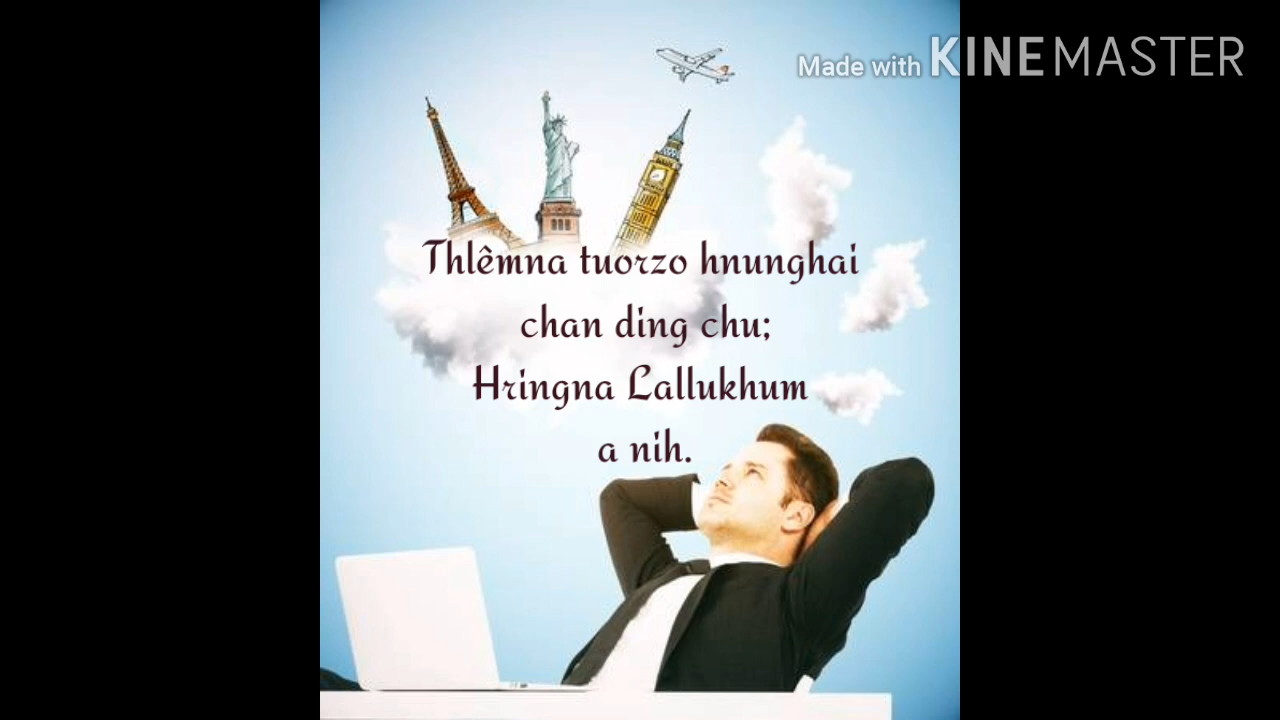 Made with KINEMASTER
Thlêmna tuorzo hnunghai
chan ding chu;
Hringna Lallukhum
a nih.